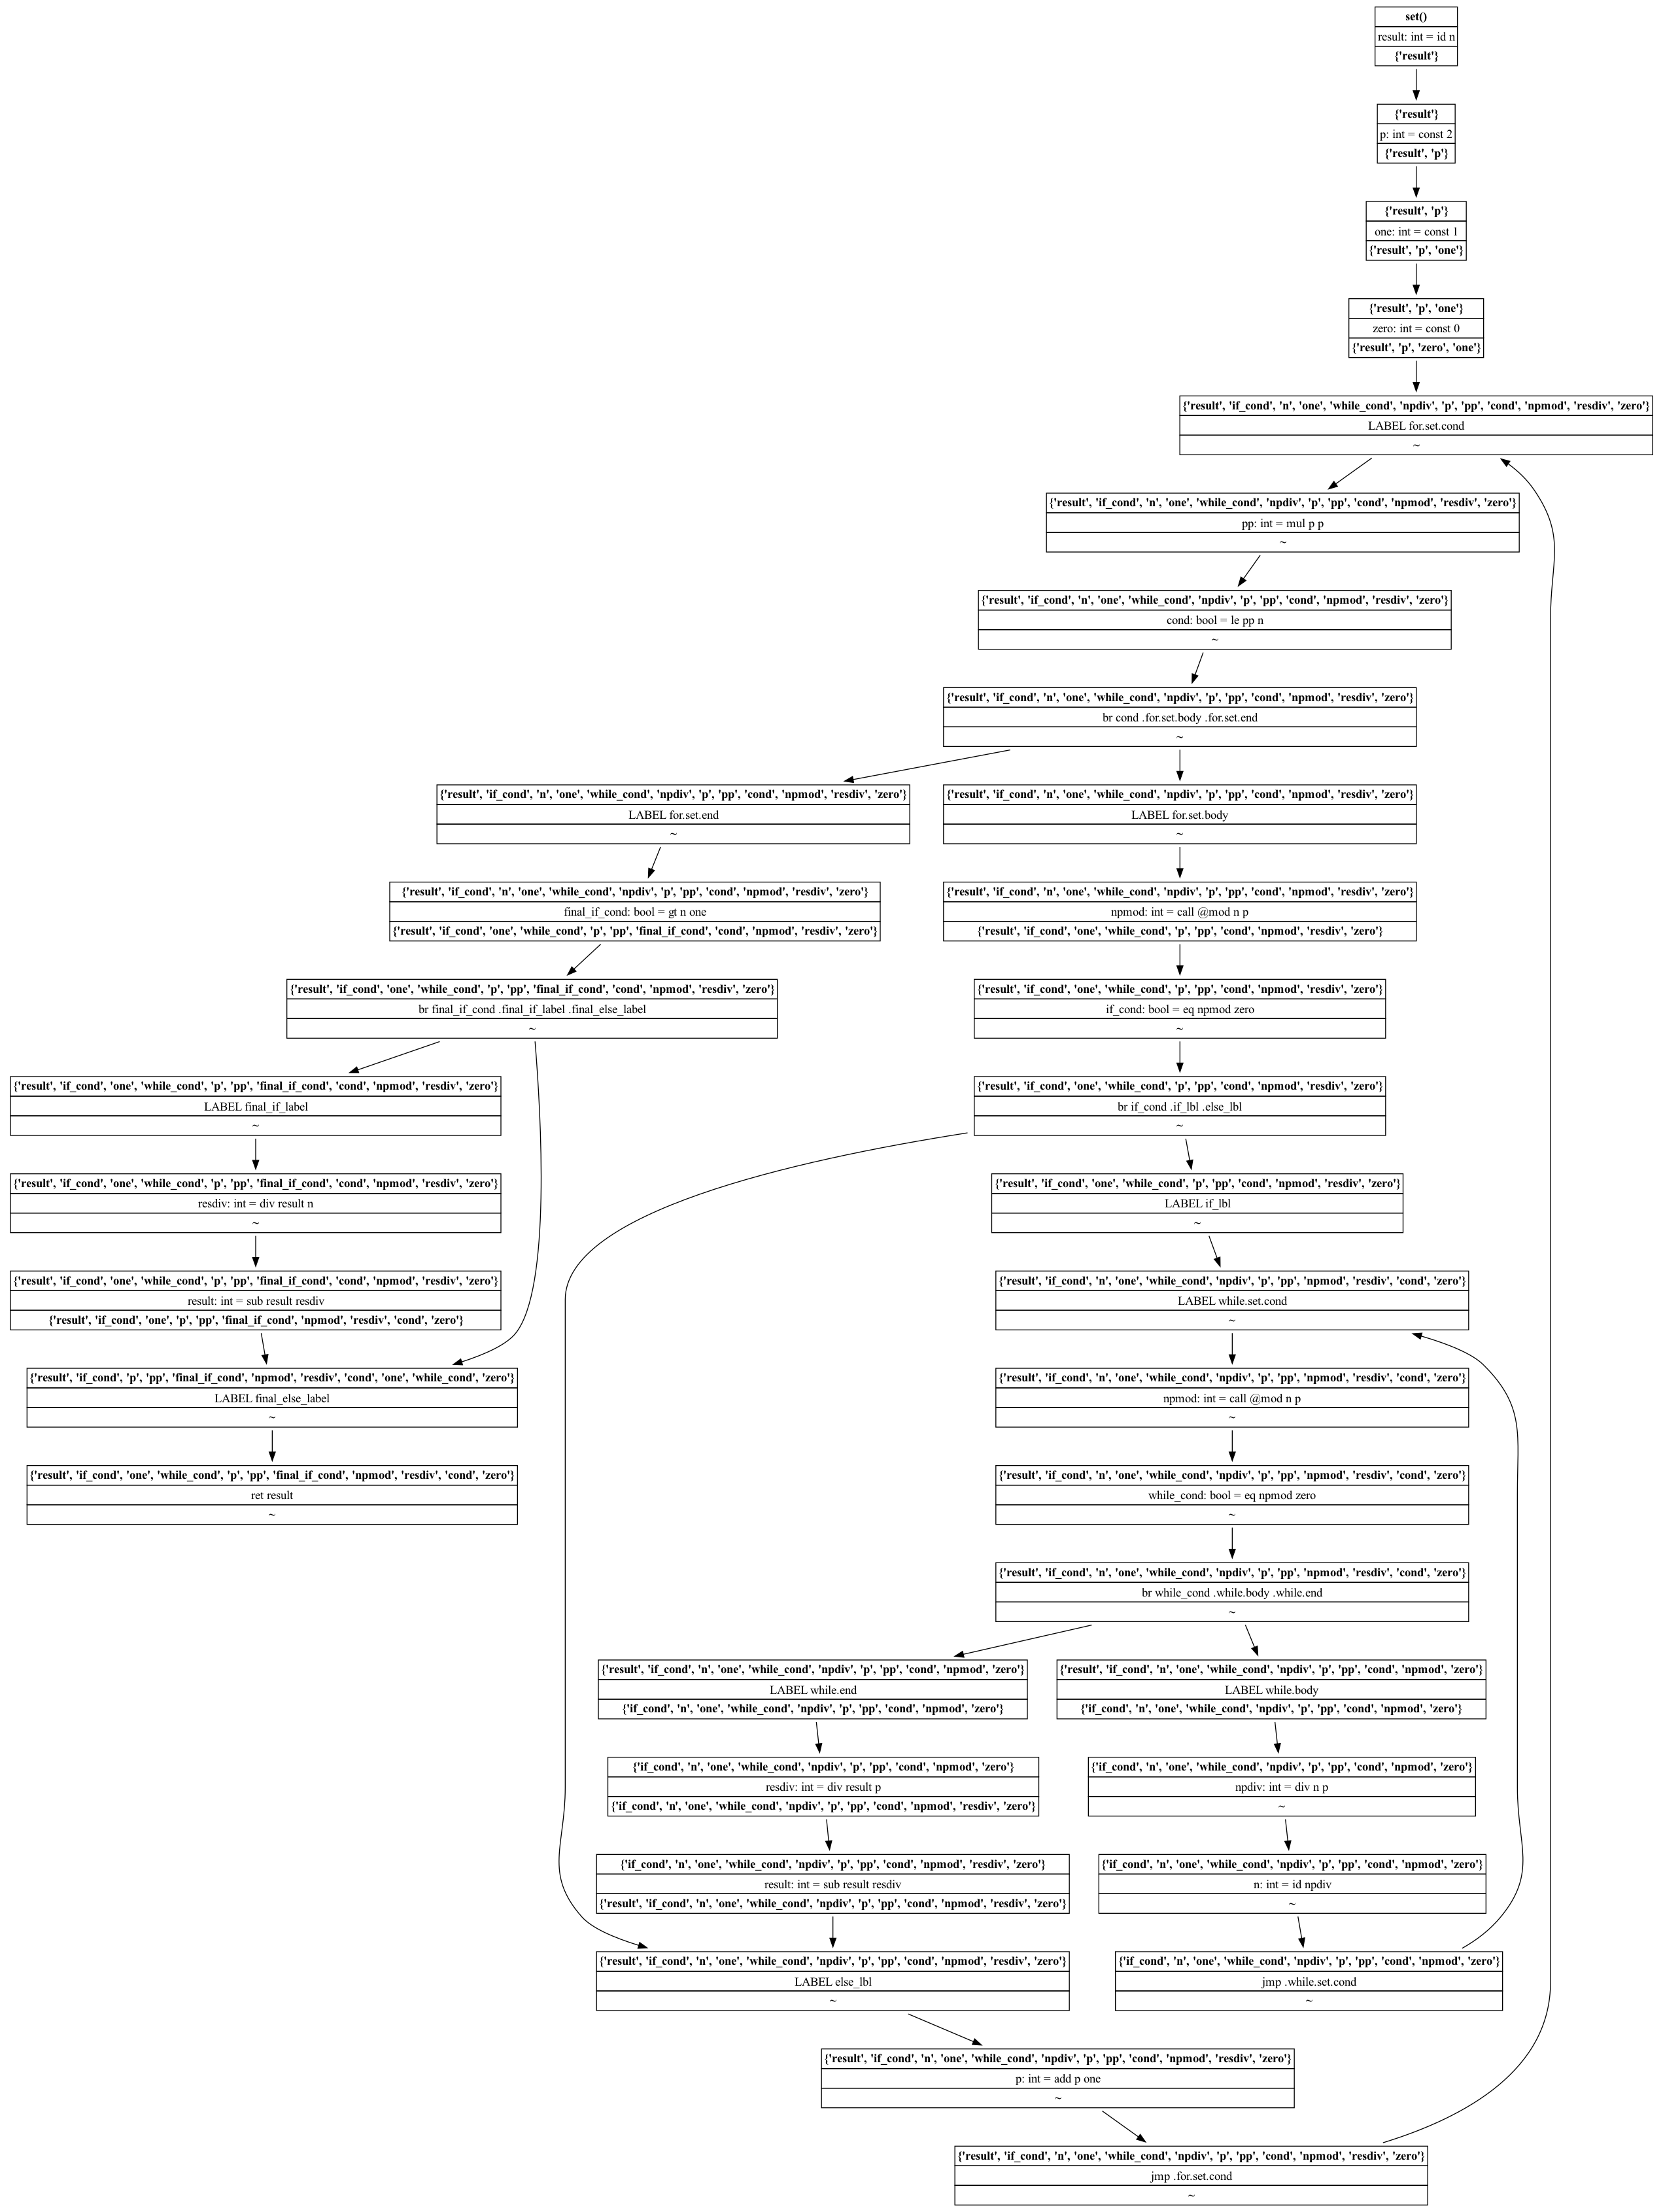 set()
result: int = id n
{'result'}
{'result'}
p: int = const 2
{'result', 'p'}
{'result', 'p'}
one: int = const 1
{'result', 'p', 'one'}
{'result', 'p', 'one'}
zero: int = const 0
{'result', 'p', 'zero', 'one'}
{'result', 'if_cond', 'n', 'one', 'while_cond', 'npdiv', 'p', 'pp', 'cond', 'npmod', 'resdiv', 'zero'}
LABEL for.set.cond
~
{'result', 'if_cond', 'n', 'one', 'while_cond', 'npdiv', 'p', 'pp', 'cond', 'npmod', 'resdiv', 'zero'}
pp: int = mul p p
~
{'result', 'if_cond', 'n', 'one', 'while_cond', 'npdiv', 'p', 'pp', 'cond', 'npmod', 'resdiv', 'zero'}
cond: bool = le pp n
~
{'result', 'if_cond', 'n', 'one', 'while_cond', 'npdiv', 'p', 'pp', 'cond', 'npmod', 'resdiv', 'zero'}
br cond .for.set.body .for.set.end
~
{'result', 'if_cond', 'n', 'one', 'while_cond', 'npdiv', 'p', 'pp', 'cond', 'npmod', 'resdiv', 'zero'}
LABEL for.set.end
~
{'result', 'if_cond', 'n', 'one', 'while_cond', 'npdiv', 'p', 'pp', 'cond', 'npmod', 'resdiv', 'zero'}
final_if_cond: bool = gt n one
{'result', 'if_cond', 'one', 'while_cond', 'p', 'pp', 'final_if_cond', 'cond', 'npmod', 'resdiv', 'zero'}
{'result', 'if_cond', 'one', 'while_cond', 'p', 'pp', 'final_if_cond', 'cond', 'npmod', 'resdiv', 'zero'}
br final_if_cond .final_if_label .final_else_label
~
{'result', 'if_cond', 'one', 'while_cond', 'p', 'pp', 'final_if_cond', 'cond', 'npmod', 'resdiv', 'zero'}
LABEL final_if_label
~
{'result', 'if_cond', 'one', 'while_cond', 'p', 'pp', 'final_if_cond', 'cond', 'npmod', 'resdiv', 'zero'}
resdiv: int = div result n
~
{'result', 'if_cond', 'one', 'while_cond', 'p', 'pp', 'final_if_cond', 'cond', 'npmod', 'resdiv', 'zero'}
result: int = sub result resdiv
{'result', 'if_cond', 'one', 'p', 'pp', 'final_if_cond', 'npmod', 'resdiv', 'cond', 'zero'}
{'result', 'if_cond', 'p', 'pp', 'final_if_cond', 'npmod', 'resdiv', 'cond', 'one', 'while_cond', 'zero'}
LABEL final_else_label
~
{'result', 'if_cond', 'one', 'while_cond', 'p', 'pp', 'final_if_cond', 'npmod', 'resdiv', 'cond', 'zero'}
ret result
~
{'result', 'if_cond', 'n', 'one', 'while_cond', 'npdiv', 'p', 'pp', 'cond', 'npmod', 'resdiv', 'zero'}
LABEL for.set.body
~
{'result', 'if_cond', 'n', 'one', 'while_cond', 'npdiv', 'p', 'pp', 'cond', 'npmod', 'resdiv', 'zero'}
npmod: int = call @mod n p
{'result', 'if_cond', 'one', 'while_cond', 'p', 'pp', 'cond', 'npmod', 'resdiv', 'zero'}
{'result', 'if_cond', 'one', 'while_cond', 'p', 'pp', 'cond', 'npmod', 'resdiv', 'zero'}
if_cond: bool = eq npmod zero
~
{'result', 'if_cond', 'one', 'while_cond', 'p', 'pp', 'cond', 'npmod', 'resdiv', 'zero'}
br if_cond .if_lbl .else_lbl
~
{'result', 'if_cond', 'one', 'while_cond', 'p', 'pp', 'cond', 'npmod', 'resdiv', 'zero'}
LABEL if_lbl
~
{'result', 'if_cond', 'n', 'one', 'while_cond', 'npdiv', 'p', 'pp', 'npmod', 'resdiv', 'cond', 'zero'}
LABEL while.set.cond
~
{'result', 'if_cond', 'n', 'one', 'while_cond', 'npdiv', 'p', 'pp', 'npmod', 'resdiv', 'cond', 'zero'}
npmod: int = call @mod n p
~
{'result', 'if_cond', 'n', 'one', 'while_cond', 'npdiv', 'p', 'pp', 'npmod', 'resdiv', 'cond', 'zero'}
while_cond: bool = eq npmod zero
~
{'result', 'if_cond', 'n', 'one', 'while_cond', 'npdiv', 'p', 'pp', 'npmod', 'resdiv', 'cond', 'zero'}
br while_cond .while.body .while.end
~
{'result', 'if_cond', 'n', 'one', 'while_cond', 'npdiv', 'p', 'pp', 'cond', 'npmod', 'zero'}
LABEL while.end
{'if_cond', 'n', 'one', 'while_cond', 'npdiv', 'p', 'pp', 'cond', 'npmod', 'zero'}
{'if_cond', 'n', 'one', 'while_cond', 'npdiv', 'p', 'pp', 'cond', 'npmod', 'zero'}
resdiv: int = div result p
{'if_cond', 'n', 'one', 'while_cond', 'npdiv', 'p', 'pp', 'cond', 'npmod', 'resdiv', 'zero'}
{'if_cond', 'n', 'one', 'while_cond', 'npdiv', 'p', 'pp', 'cond', 'npmod', 'resdiv', 'zero'}
result: int = sub result resdiv
{'result', 'if_cond', 'n', 'one', 'while_cond', 'npdiv', 'p', 'pp', 'cond', 'npmod', 'resdiv', 'zero'}
{'result', 'if_cond', 'n', 'one', 'while_cond', 'npdiv', 'p', 'pp', 'cond', 'npmod', 'resdiv', 'zero'}
LABEL else_lbl
~
{'result', 'if_cond', 'n', 'one', 'while_cond', 'npdiv', 'p', 'pp', 'cond', 'npmod', 'zero'}
LABEL while.body
{'if_cond', 'n', 'one', 'while_cond', 'npdiv', 'p', 'pp', 'cond', 'npmod', 'zero'}
{'if_cond', 'n', 'one', 'while_cond', 'npdiv', 'p', 'pp', 'cond', 'npmod', 'zero'}
npdiv: int = div n p
~
{'if_cond', 'n', 'one', 'while_cond', 'npdiv', 'p', 'pp', 'cond', 'npmod', 'zero'}
n: int = id npdiv
~
{'if_cond', 'n', 'one', 'while_cond', 'npdiv', 'p', 'pp', 'cond', 'npmod', 'zero'}
jmp .while.set.cond
~
{'result', 'if_cond', 'n', 'one', 'while_cond', 'npdiv', 'p', 'pp', 'cond', 'npmod', 'resdiv', 'zero'}
p: int = add p one
~
{'result', 'if_cond', 'n', 'one', 'while_cond', 'npdiv', 'p', 'pp', 'cond', 'npmod', 'resdiv', 'zero'}
jmp .for.set.cond
~